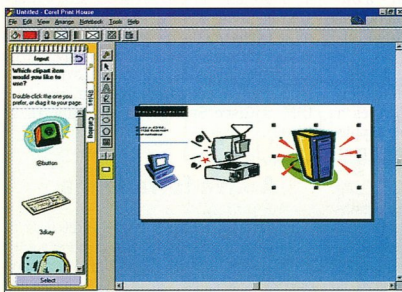 Untitled - Corel Print House
File Edit View Arrange Notebook Tools Help
Input
Which clipart item
would you like to
use?
Double-click the one you
prefer, or drag it to your page.
@button
3dkey
Select
Styles
Catalog